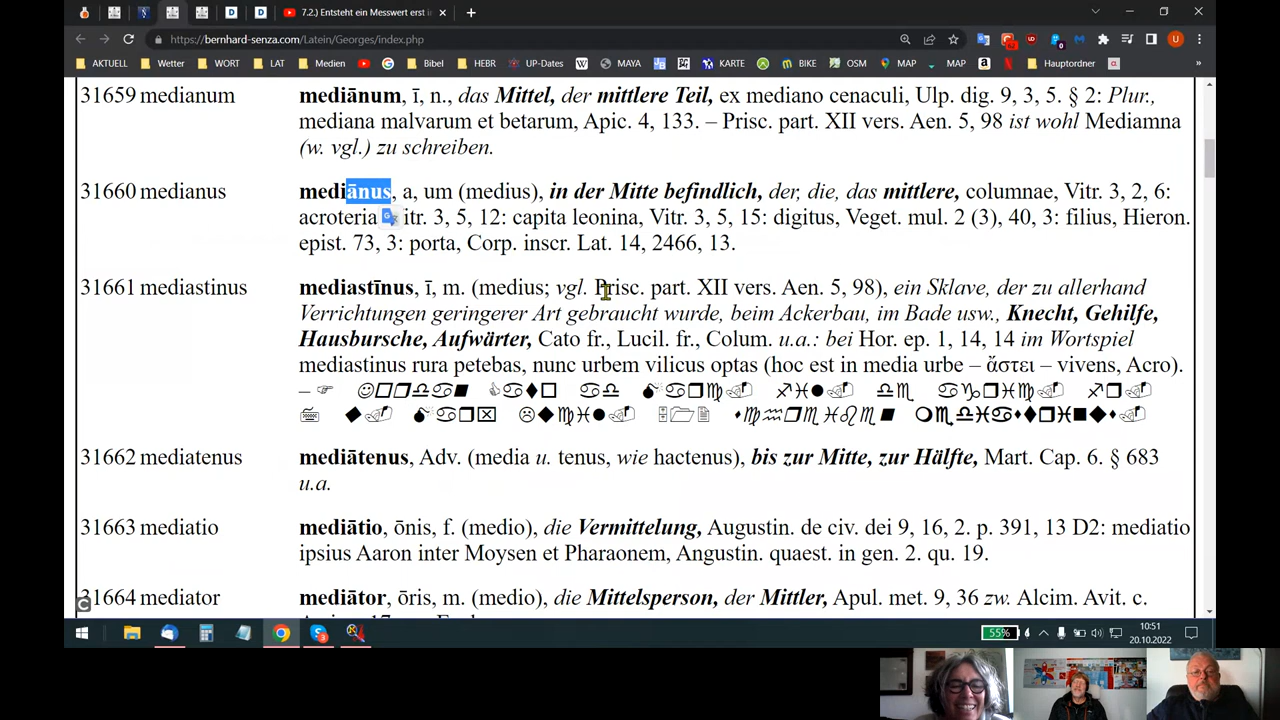 7.2.) Entsteht ein Messwert erst i
https://bernhard-senza.com/Latein/Georges/index.php
AKTUELL Wetter WORT LAT Medien Bibel HEBR UP-Dates MAYA KARTE BIKE OSM MAP MAP Hauptordner
31659 medianum mediānum, ī, n., das Mittel, der mittlere Teil, ex mediano cenaculi, Ulp. dig. 9, 3, 5. § 2: Plur.,
mediana malvarum et betarum, Apic. 4, 133. – Prisc. part. XII vers. Aen. 5, 98 ist wohl Mediamna
(w. vgl.) zu schreiben.
31660 medianus mediānus, a, um (medius), in der Mitte befindlich, der; die, das mittlere, columnae, Vitr. 3, 2, 6:
acroteria itr. 3, 5, 12: capita leonina, Vitr. 3, 5, 15: digitus, Veget. mul. 2 (3), 40, 3: filius, Hieron.
epist. 73, 3: porta, Corp. inscr. Lat. 14, 2466, 13.
31661 mediastinus mediastīnus, ī, m. (medius; vgl. Prisc. part. XII vers. Aen. 5, 98), ein Sklave, der zu allerhand
Verrichtungen geringerer Art gebraucht wurde, beim Ackerbau, im Bade usw., Knecht, Gehilfe,
Hausbursche, Aufwärter, Cato fr., Lucil. fr., Colum. u.a.: bei Hor. ep. 1, 14, 14 im Wortspiel
mediastinus rura petebas, nunc urbem vilicus optas (hoc est in media urbe – ἄστει – vivens, Acro).
31662 mediatenus mediātenus, Adv. (media u. tenus, wie hactenus), bis zur Mitte, zur Hälfte, Mart. Cap. 6. § 683
u.a.
31663 mediatio mediātio, ōnis, f. (medio), die Vermittelung, Augustin. de civ. dei 9, 16, 2. p. 391, 13 D2: mediatio
ipsius Aaron inter Moysen et Pharaonem, Angustin. quaest. in gen. 2. qu. 19.
31664 mediator mediātor, ōris, m. (medio), die Mittelsperson, der Mittler, Apul. met. 9, 36 zw. Alcim. Avit. c.
55% 10:51
20.10.2022